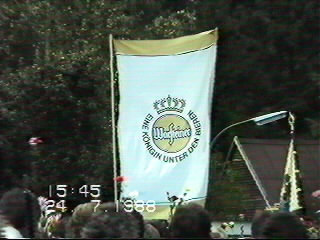 Warsteiner
EINE KÖNIGIN UNTER DEN BIEREN
15:45
24. 7. 1988